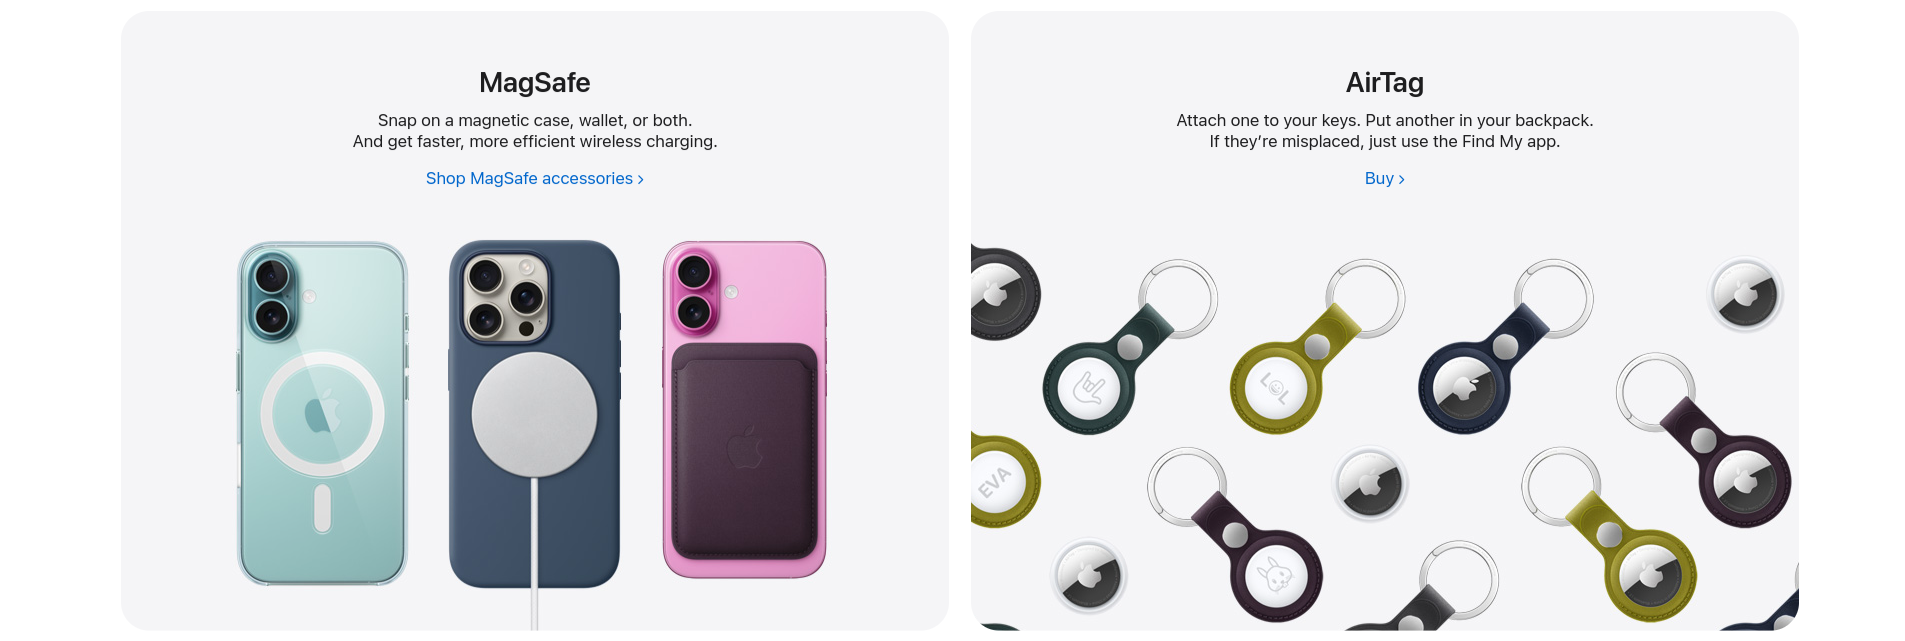 MagSafe
Snap on a magnetic case, wallet, or both.
And get faster, more efficient wireless charging.
Shop MagSafe accessories >
AirTag
Attach one to your keys. Put another in your backpack.
If they’re misplaced, just use the Find My app.
Buy >
LOL
EVA